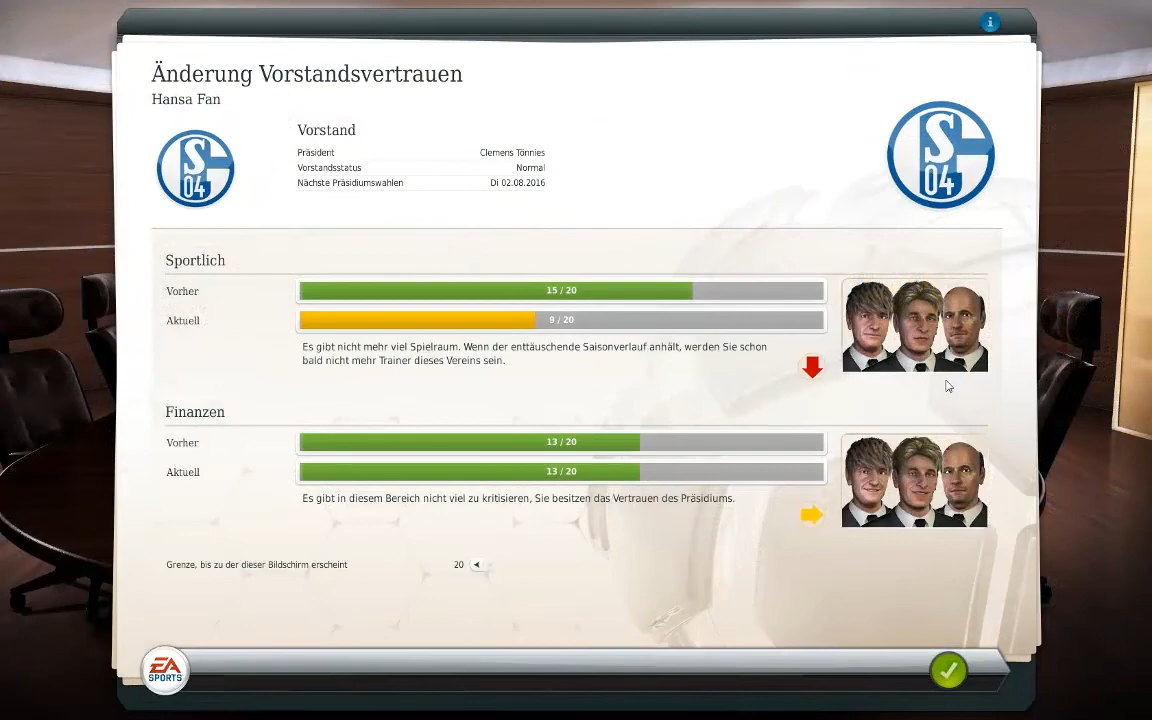 i
Änderung Vorstandsvertrauen
Hansa Fan
Vorstand
Präsident Clemens Tönnies
Vorstandsstatus Normal
Nächste Präsidiumswahlen Di 02.08.2016
S 04
S 04
Sportlich
Vorher 15 / 20
Aktuell 9 / 20
Es gibt nicht mehr viel Spielraum. Wenn der enttäuschende Saisonverlauf anhält, werden Sie schon
bald nicht mehr Trainer dieses Vereins sein.
Finanzen
Vorher 13 / 20
Aktuell 13 / 20
Es gibt in diesem Bereich nicht viel zu kritisieren, Sie besitzen das Vertrauen des Präsidiums.
Grenze, bis zu der dieser Bildschirm erscheint 20
EA
SPORTS